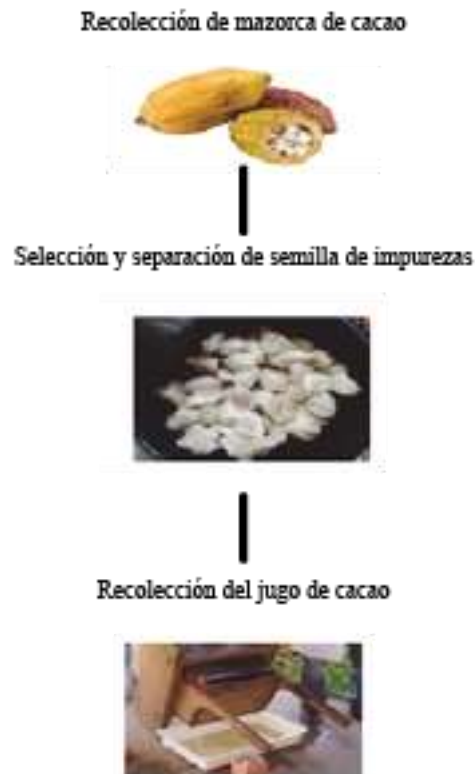 Recolección de mazorca de cacao
Selección y separación de semilla de impurezas
Recolección del jugo de cacao